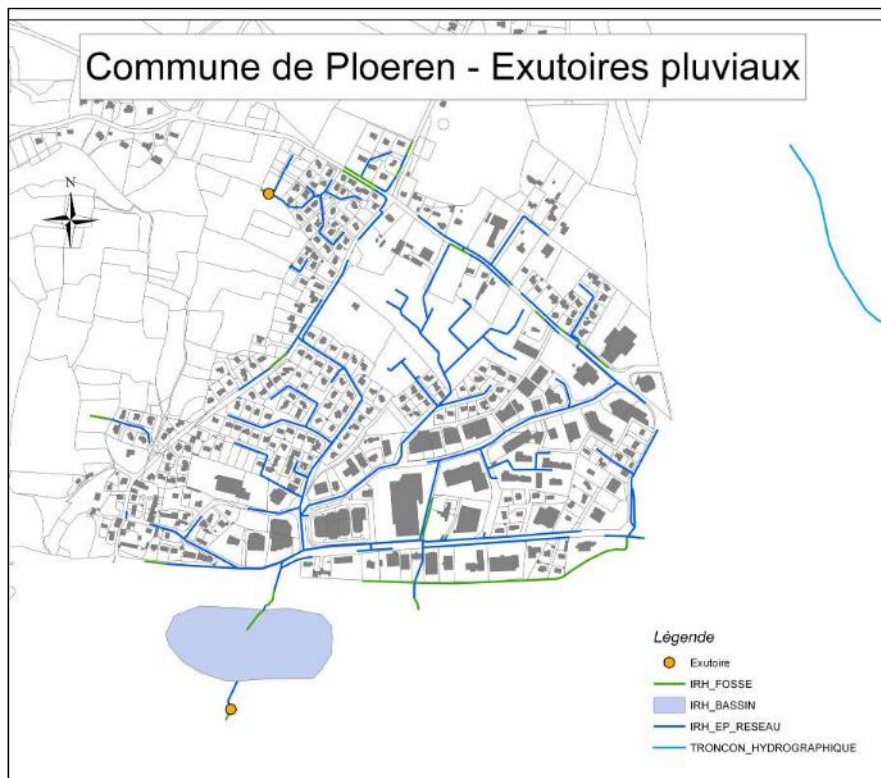 Commune de Ploeren - Exutoires pluviaux
N
Légende
Exutoire
IRH_FOSSE
IRH_BASSIN
IRH_EP_RESEAU
TRONCON_HYDROGRAPHIQUE